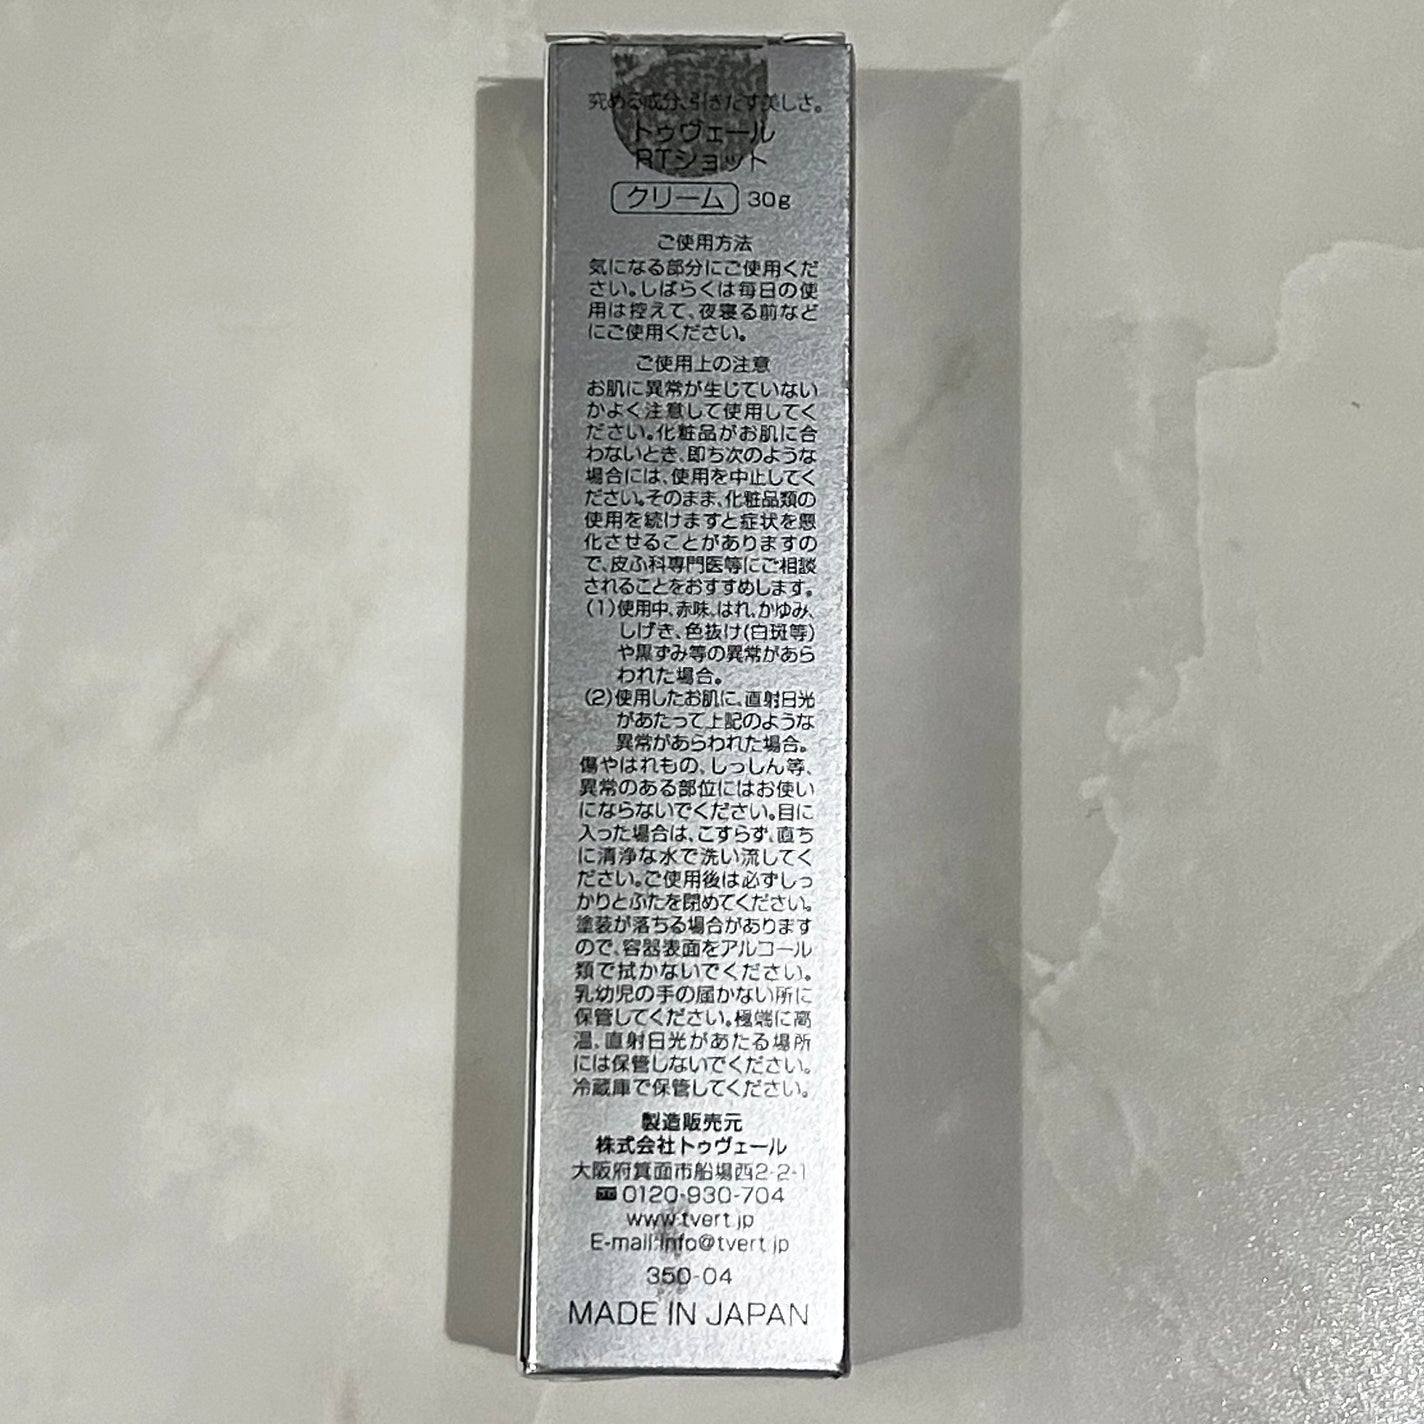 究める成分、引きだす美しさ。
トゥヴェール
RTショット
クリーム 30g
ご使用方法
気になる部分にご使用くだ
さい。しばらくは毎日の使
用は控えて、夜寝る前など
にご使用ください。
ご使用上の注意
お肌に異常が生じていない
かよく注意して使用してく
ださい。化粧品がお肌に合
わないとき、即ち次のような
場合には、使用を中止してく
ださい。そのまま、化粧品類の
使用を続けますと症状を悪
化させることがありますの
で、皮ふ科専門医等にご相談
されることをおすすめします。
(1)使用中、赤味、はれ、かゆみ、
しげき、色抜け(白斑等)
や黒ずみ等の異常があら
われた場合。
(2)使用したお肌に、直射日光
があたって上記のような
異常があらわれた場合。
傷やはれもの、しっしん等、
異常のある部位にはお使い
にならないでください。目に
入った場合は、こすらず、直ち
に清浄な水で洗い流してく
ださい。ご使用後は必ずしっ
かりとふたを閉めてください。
塗装が落ちる場合があります
ので、容器表面をアルコール
類で拭かないでください。
乳幼児の手の届かない所に
保管してください。極端に高
温、直射日光があたる場所
には保管しないでください。
冷蔵庫で保管してください。
製造販売元
株式会社トゥヴェール
大阪府箕面市船場西2-2-1
0120-930-704
www.tvert.jp
E-mail:info@tvert.jp
350-04
MADE IN JAPAN